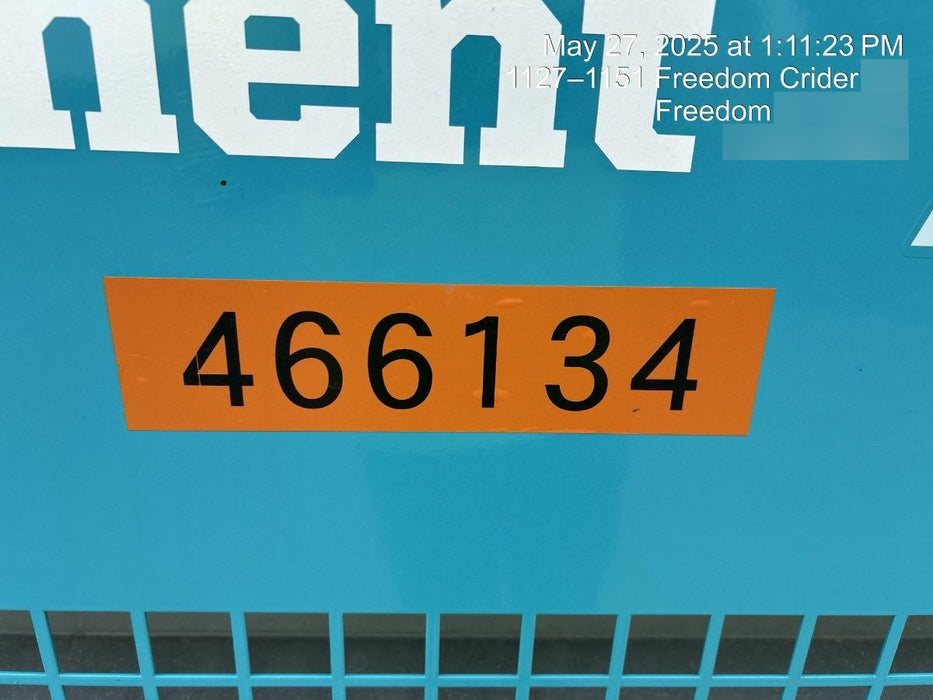 nent
May 27, 2025 at 1:11:23 PM
1127–1151 Freedom Crider
Freedom
466134